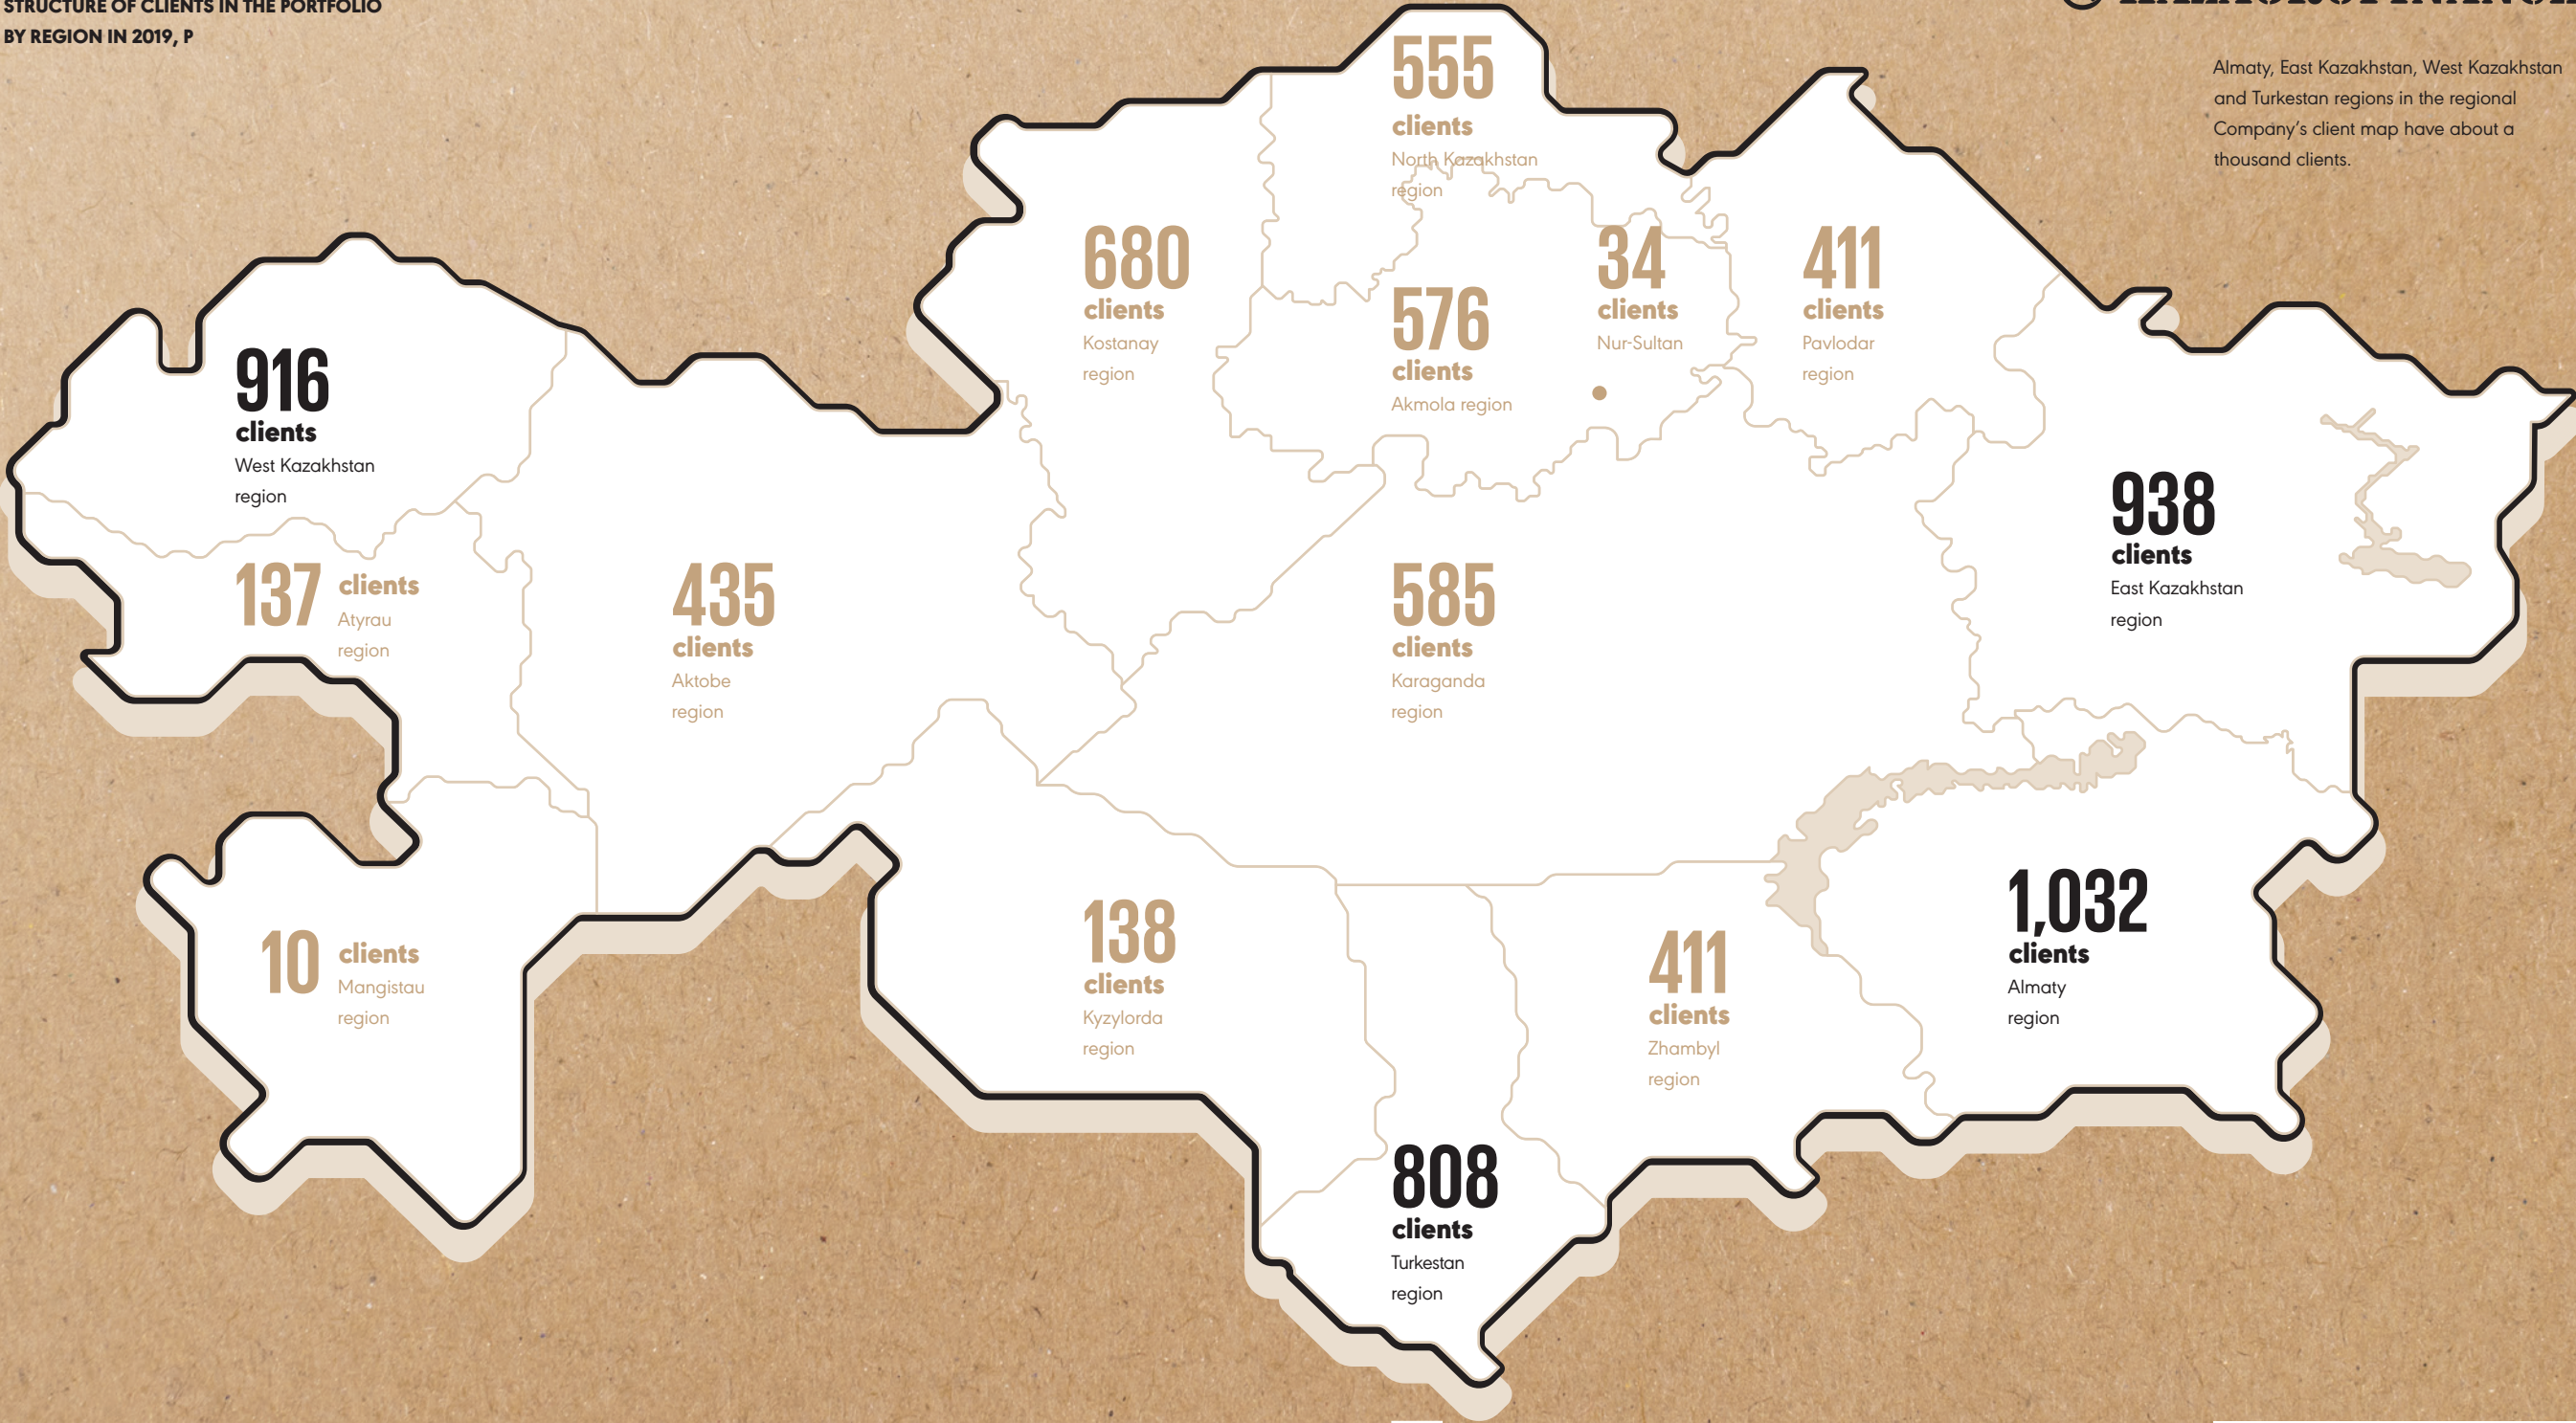 STRUCTURE OF CLIENTS IN THE PORTFOLIO
BY REGION IN 2019, P
Almaty, East Kazakhstan, West Kazakhstan
and Turkestan regions in the regional
Company's client map have about a
thousand clients.
555
clients
North Kazakhstan
region
680
clients
Kostanay
region
576
clients
Akmola region
34
clients
Nur-Sultan
411
clients
Pavlodar
region
916
clients
West Kazakhstan
region
938
clients
East Kazakhstan
region
137 clients
Atyrau
region
435
clients
Aktobe
region
585
clients
Karaganda
region
10 clients
Mangistau
region
138
clients
Kyzylorda
region
411
clients
Zhambyl
region
1,032
clients
Almaty
region
808
clients
Turkestan
region